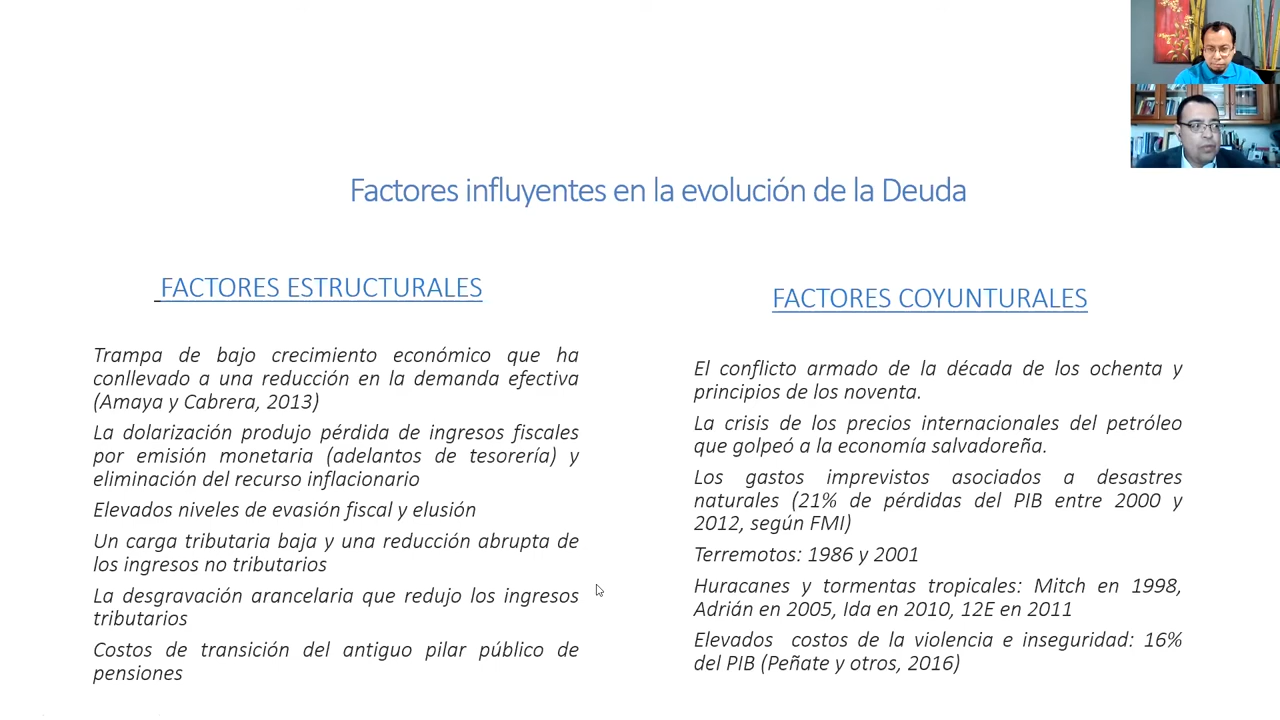 Factores influyentes en la evolución de la Deuda
FACTORES ESTRUCTURALES
Trampa de bajo crecimiento económico que ha
conllevado a una reducción en la demanda efectiva
(Amaya y Cabrera, 2013)
La dolarización produjo pérdida de ingresos fiscales
por emisión monetaria (adelantos de tesorería) y
eliminación del recurso inflacionario
Elevados niveles de evasión fiscal y elusión
Un carga tributaria baja y una reducción abrupta de
los ingresos no tributarios
La desgravación arancelaria que redujo los ingresos
tributarios
Costos de transición del antiguo pilar público de
pensiones
FACTORES COYUNTURALES
El conflicto armado de la década de los ochenta y
principios de los noventa.
La crisis de los precios internacionales del petróleo
que golpeó a la economía salvadoreña.
Los gastos imprevistos asociados a desastres
naturales (21% de pérdidas del PIB entre 2000 y
2012, según FMI)
Terremotos: 1986 y 2001
Huracanes y tormentas tropicales: Mitch en 1998,
Adrián en 2005, Ida en 2010, 12E en 2011
Elevados costos de la violencia e inseguridad: 16%
del PIB (Peñate y otros, 2016)